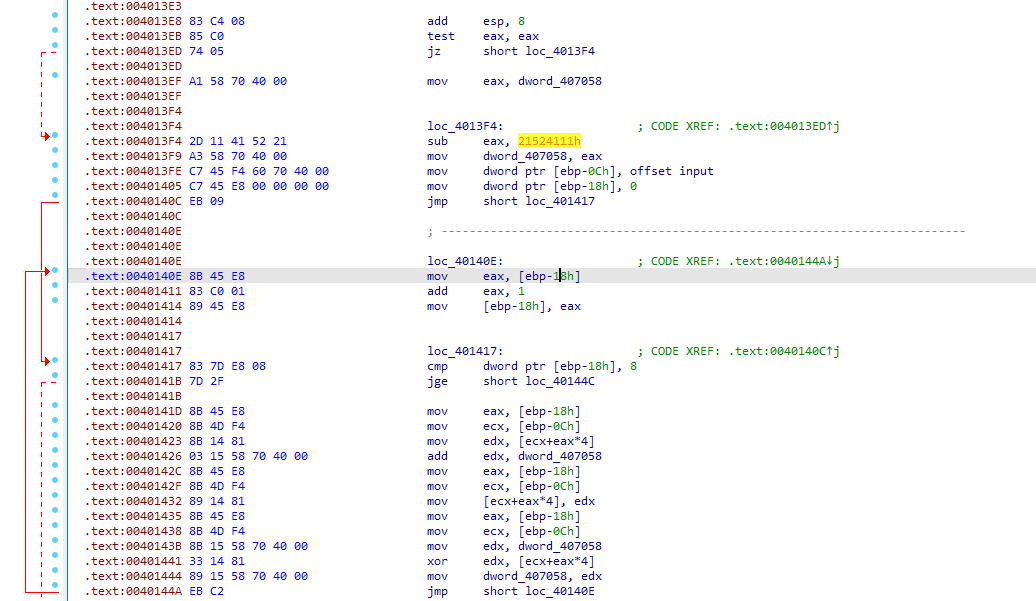 .text:004013E3
.text:004013E8 83 C4 08 add esp, 8
.text:004013EB 85 C0 test eax, eax
.text:004013ED 74 05 jz short loc_4013F4
.text:004013ED
.text:004013EF A1 58 70 40 00 mov eax, dword_407058
.text:004013EF
.text:004013F4
.text:004013F4 loc_4013F4: ; CODE XREF: .text:004013ED↑j
.text:004013F4 2D 11 41 52 21 sub eax, 21524111h
.text:004013F9 A3 58 70 40 00 mov dword_407058, eax
.text:004013FE C7 45 F4 60 70 40 00 mov dword ptr [ebp-0Ch], offset input
.text:00401405 C7 45 E8 00 00 00 00 mov dword ptr [ebp-18h], 0
.text:0040140C EB 09 jmp short loc_401417
.text:0040140C
.text:0040140E ; ---------------------------------------------------------------------------
.text:0040140E
.text:0040140E loc_40140E: ; CODE XREF: .text:0040144A↓j
.text:0040140E 8B 45 E8 mov eax, [ebp-18h]
.text:00401411 83 C0 01 add eax, 1
.text:00401414 89 45 E8 mov [ebp-18h], eax
.text:00401414
.text:00401417
.text:00401417 loc_401417: ; CODE XREF: .text:0040140C↑j
.text:00401417 83 7D E8 08 cmp dword ptr [ebp-18h], 8
.text:0040141B 7D 2F jge short loc_40144C
.text:0040141B
.text:0040141D 8B 45 E8 mov eax, [ebp-18h]
.text:00401420 8B 4D F4 mov ecx, [ebp-0Ch]
.text:00401423 8B 14 81 mov edx, [ecx+eax*4]
.text:00401426 03 15 58 70 40 00 add edx, dword_407058
.text:0040142C 8B 45 E8 mov eax, [ebp-18h]
.text:0040142F 8B 4D F4 mov ecx, [ebp-0Ch]
.text:00401432 89 14 81 mov [ecx+eax*4], edx
.text:00401435 8B 45 E8 mov eax, [ebp-18h]
.text:00401438 8B 4D F4 mov ecx, [ebp-0Ch]
.text:0040143B 8B 15 58 70 40 00 mov edx, dword_407058
.text:00401441 33 14 81 xor edx, [ecx+eax*4]
.text:00401444 89 15 58 70 40 00 mov dword_407058, edx
.text:0040144A EB C2 jmp short loc_40140E